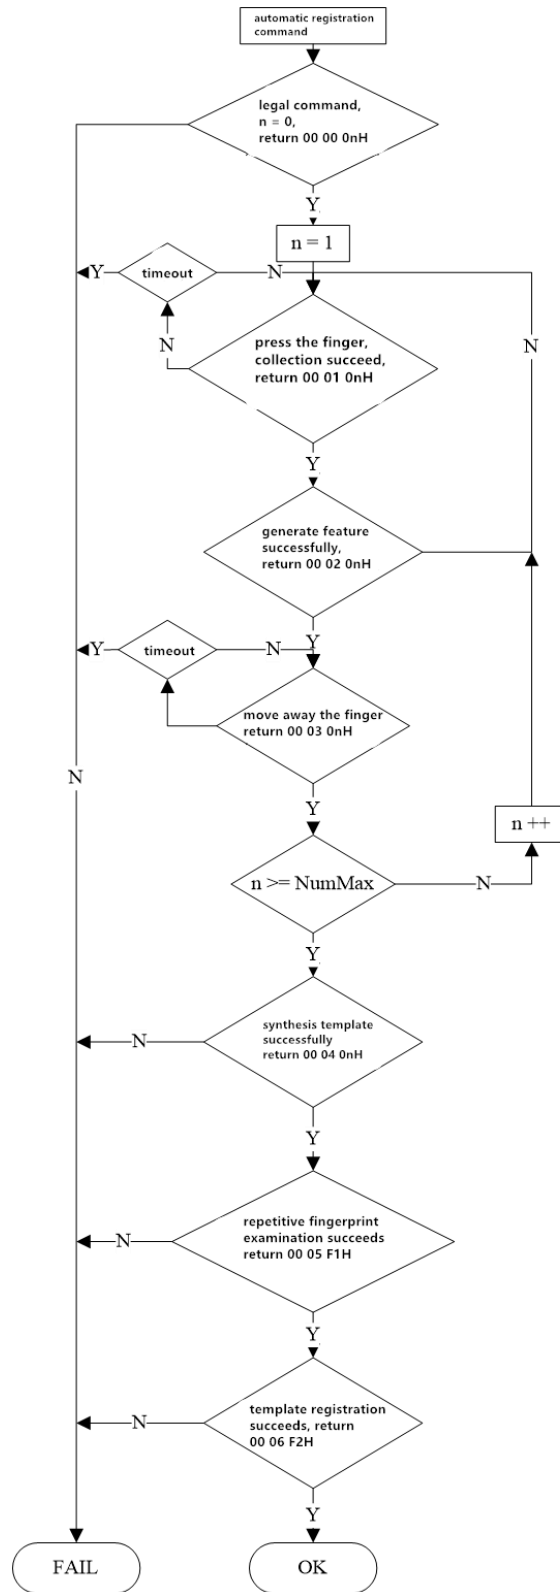 automatic registration
command
legal command,
n = 0,
return 00 00 0nH
Y
n = 1
Y
timeout
N
N
press the finger,
collection succeed,
return 00 01 0nH
N
Y
generate feature
successfully,
return 00 02 0nH
Y
Y
timeout
N
move away the finger
return 00 03 0nH
N
Y
n ++
n >= NumMax
N
Y
synthesis template
successfully
return 00 04 0nH
N
Y
repetitive fingerprint
examination succeeds
return 00 05 F1H
N
Y
template registration
succeeds, return
00 06 F2H
N
Y
FAIL
OK